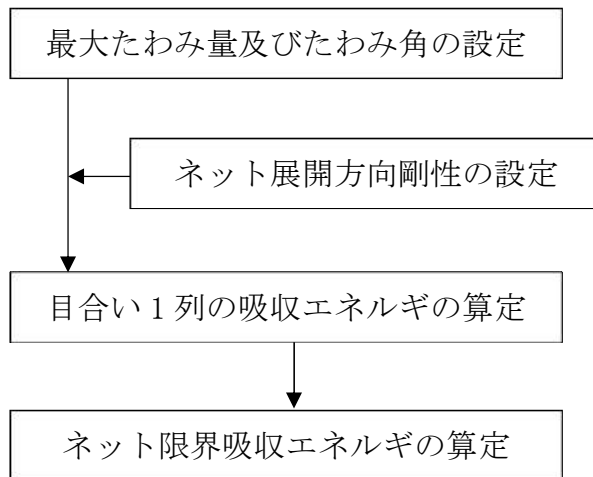 最大たわみ量及びたわみ角の設定
ネット展開方向剛性の設定
目合い1列の吸収エネルギの算定
ネット限界吸収エネルギの算定